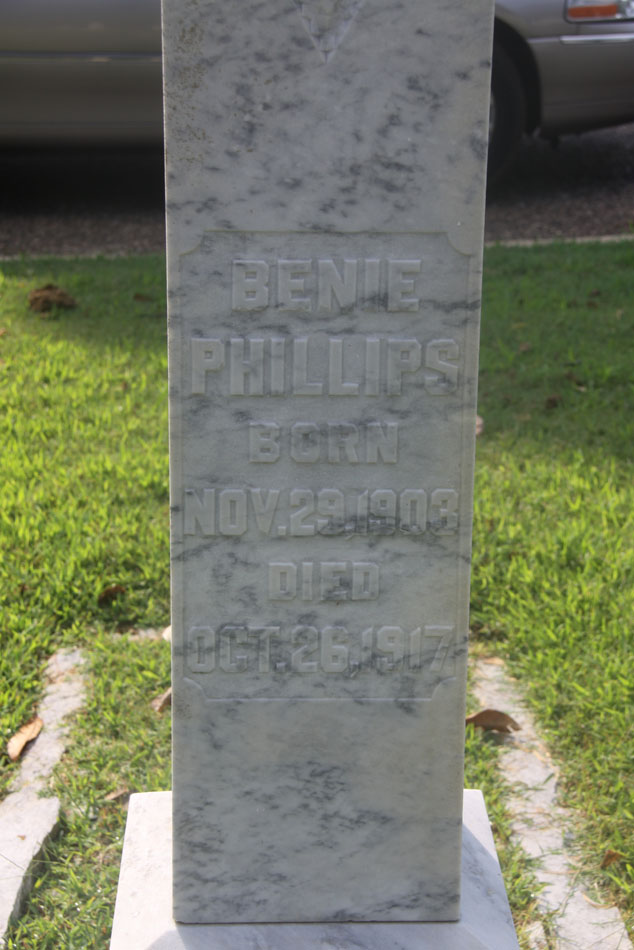 BENIE
PHILLIPS
BORN
NOV.29,1903
DIED
OCT.26,1917